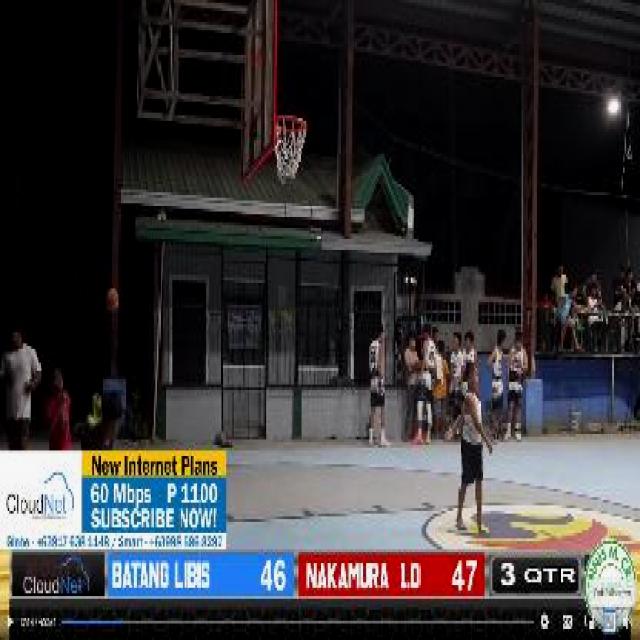 New Internet Plans
CloudNet
60 Mbps P 1100
SUBSCRIBE NOW!
CloudNet
BATANG LIBIS 46
NAKAMURA LD 47
3 QTR